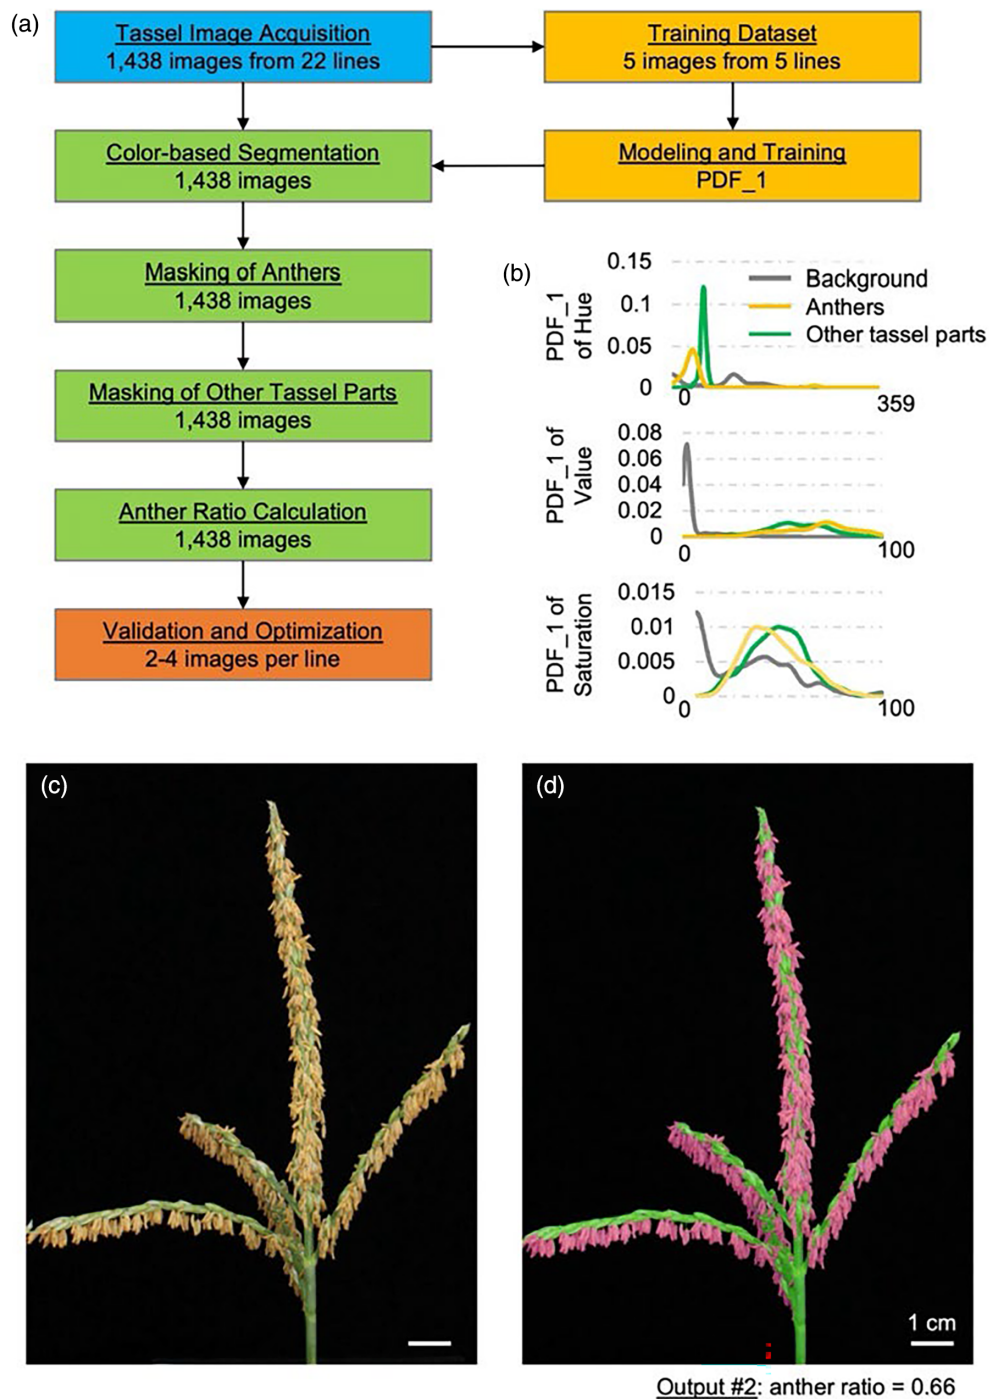 (a)
Tassel Image Acquisition
1,438 images from 22 lines
Training Dataset
5 images from 5 lines
Color-based Segmentation
1,438 images
Modeling and Training
PDF_1
Masking of Anthers
1,438 images
Masking of Other Tassel Parts
1,438 images
Anther Ratio Calculation
1,438 images
Validation and Optimization
2-4 images per line
(b)
PDF_1
of Hue
0.15
0.1
0.05
0
0
359
Background
Anthers
Other tassel parts
PDF_1 of
Value
0.08
0.06
0.04
0.02
0
0
100
PDF_1 of
Saturation
0.015
0.01
0.005
0
0
100
(c)
(d)
1 cm
Output #2: anther ratio = 0.66